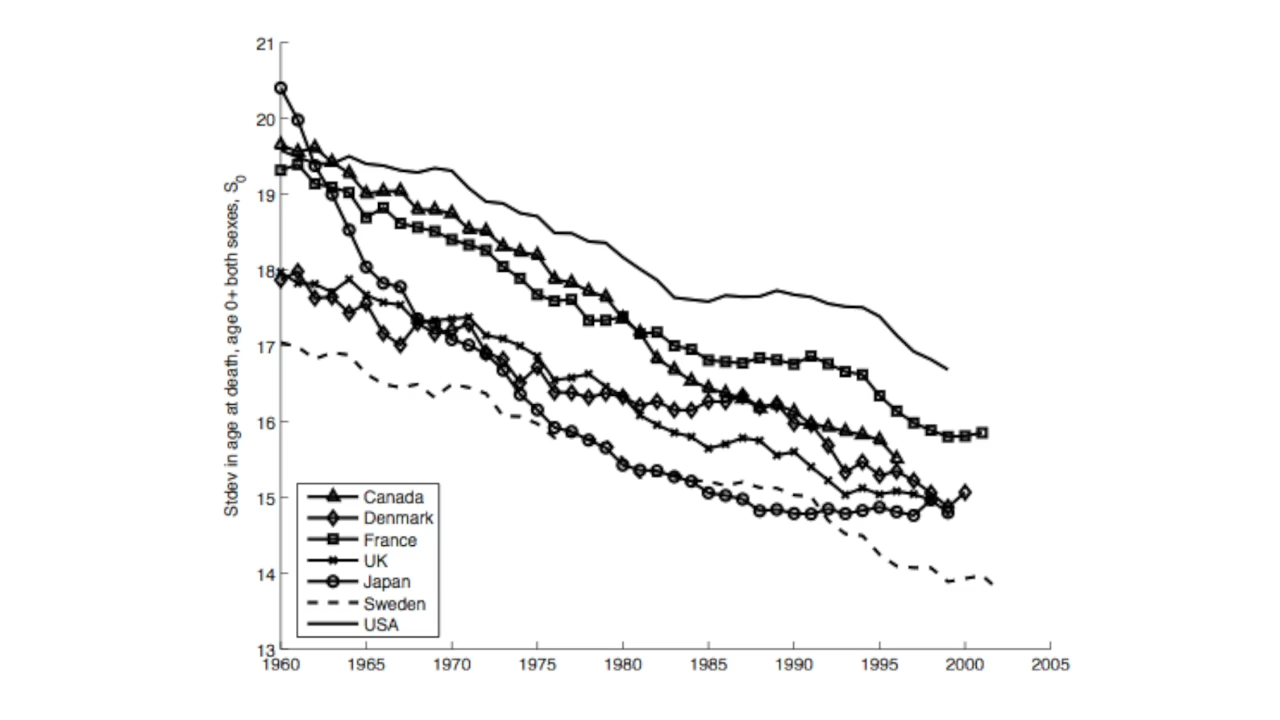 Stdev in age at death, age 0+ both sexes, S0
21
20
19
18
17
16
15
14
13
Canada
Denmark
France
UK
Japan
Sweden
USA
1960 1965 1970 1975 1980 1985 1990 1995 2000 2005